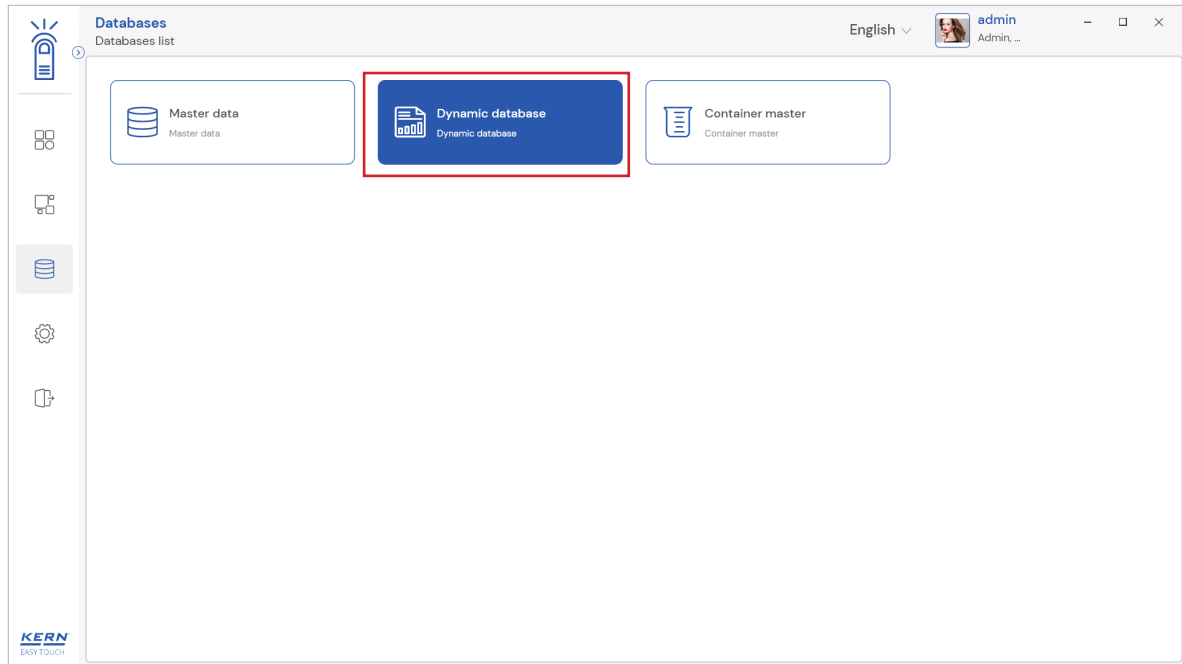 Databases
Databases list
English
admin
Admin, ...
Master data
Master data
Dynamic database
Dynamic database
Container master
Container master
KERN
EASY TOUCH